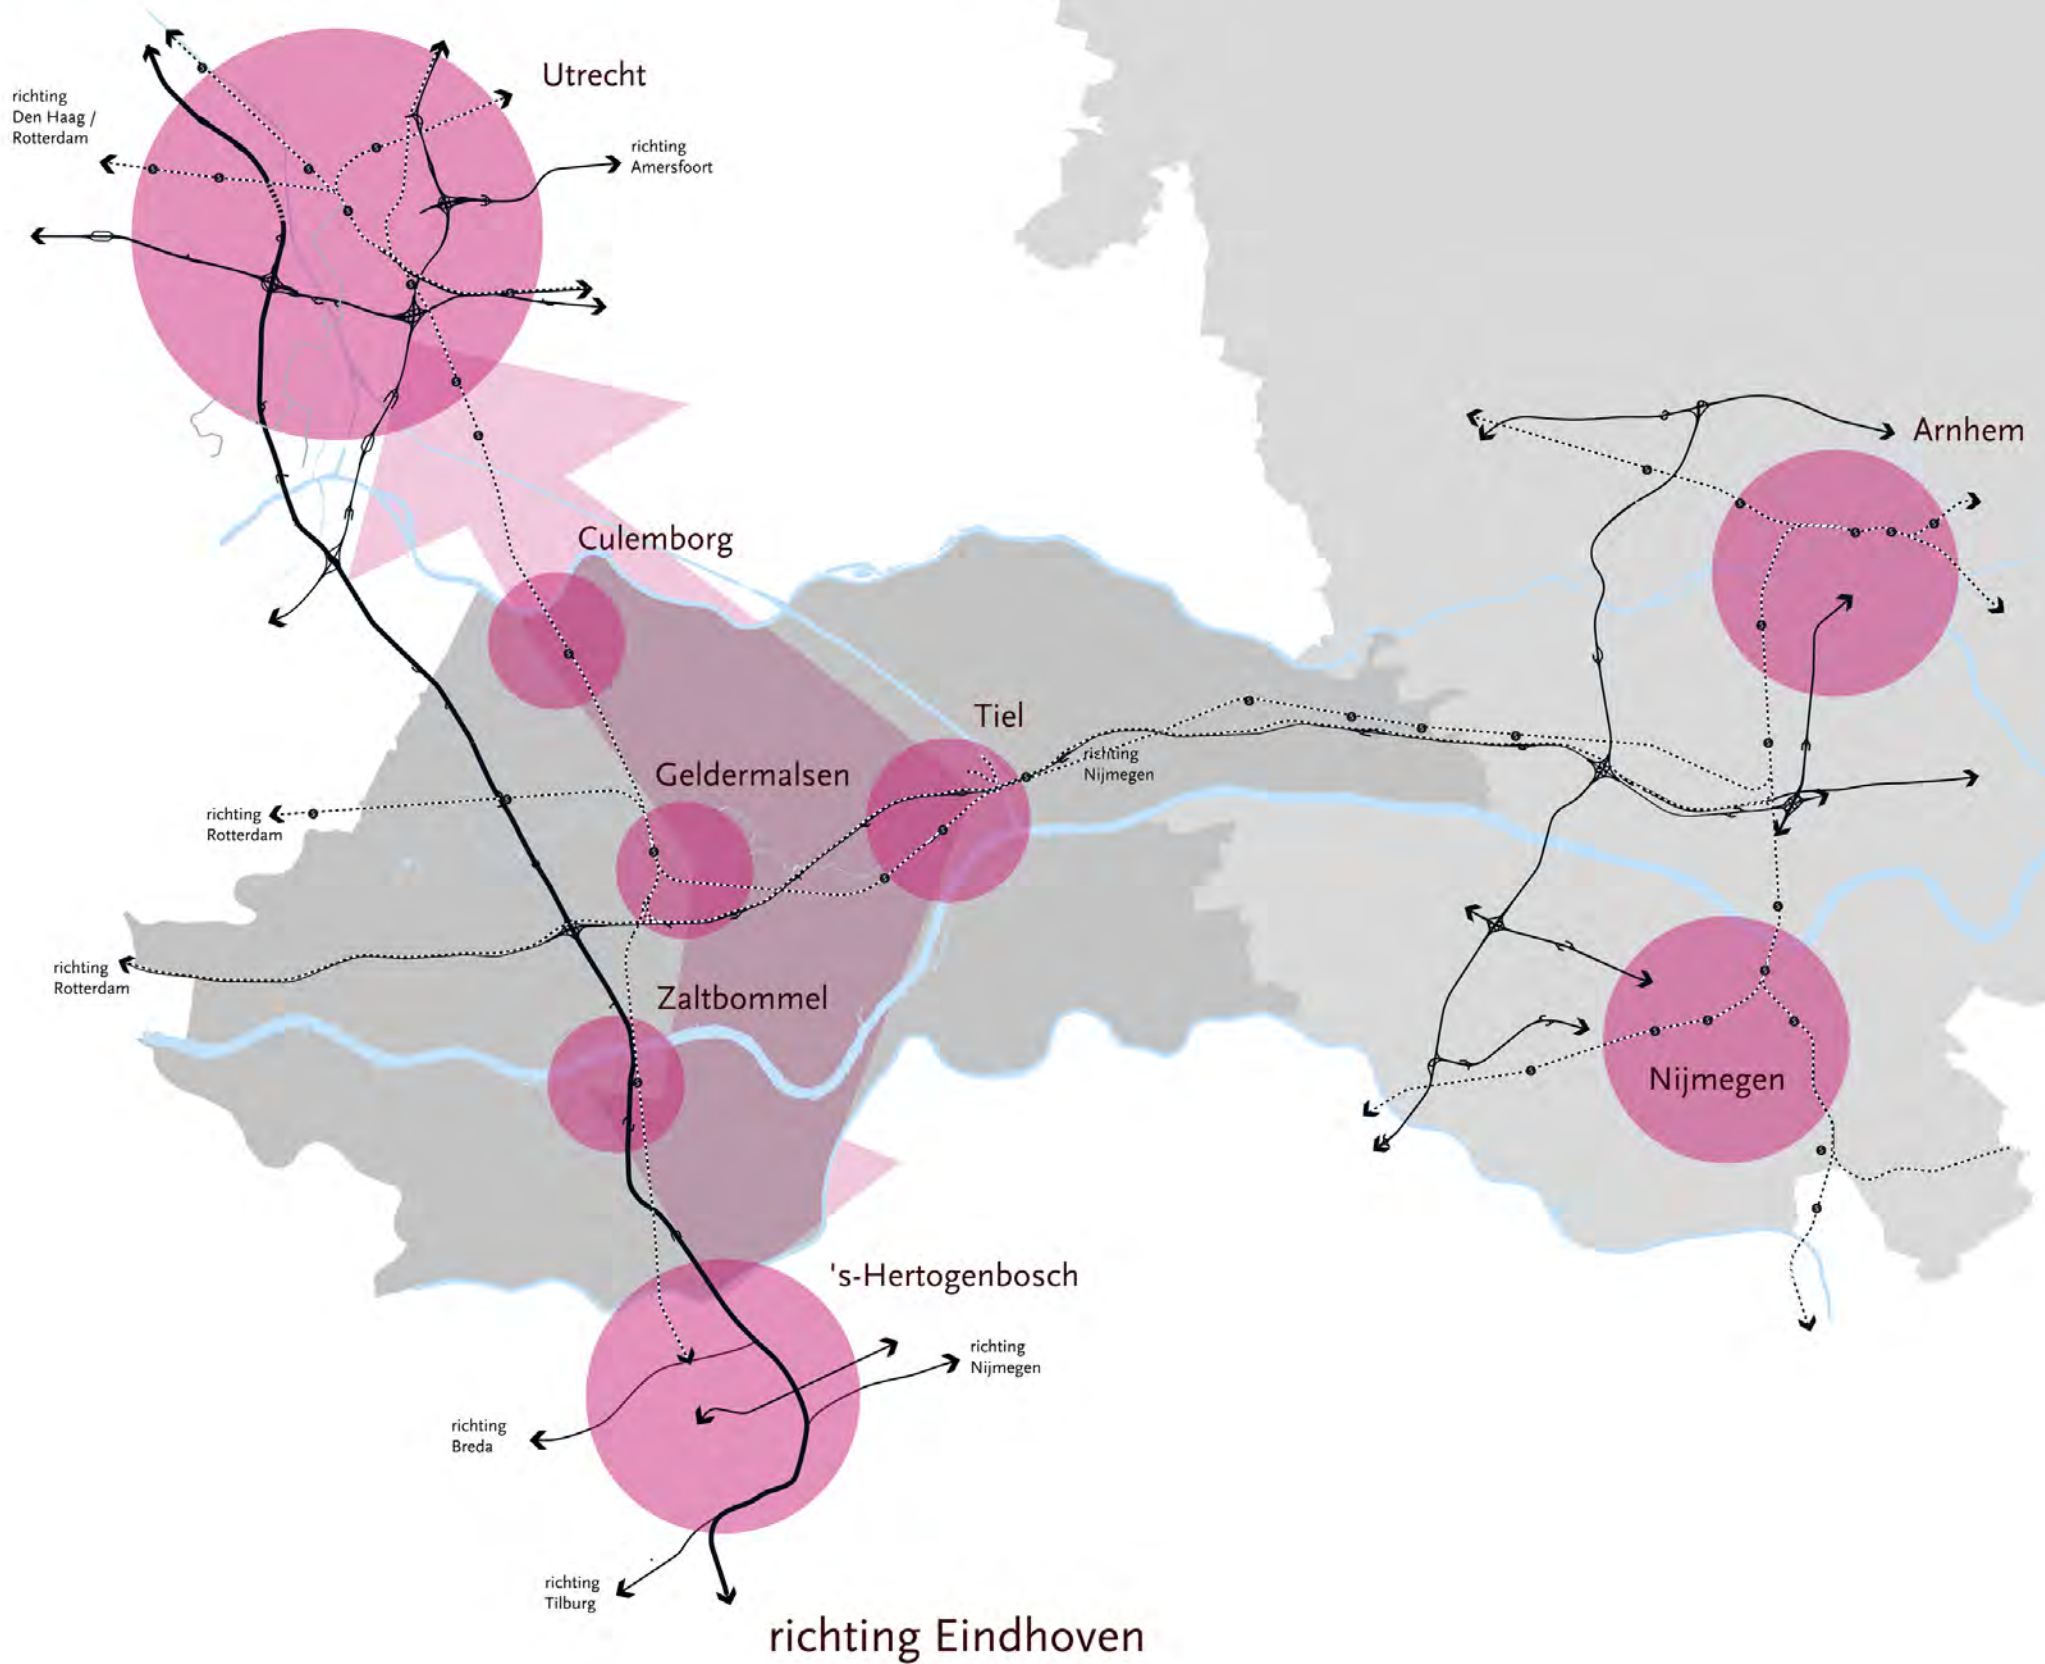 Utrecht
richting
Den Haag /
Rotterdam
richting
Amersfoort
Arnhem
Culemborg
Tiel
richting
Nijmegen
Geldermalsen
richting
Rotterdam
richting
Rotterdam
Zaltbommel
Nijmegen
's-Hertogenbosch
richting
Nijmegen
richting
Breda
richting
Tilburg
richting Eindhoven